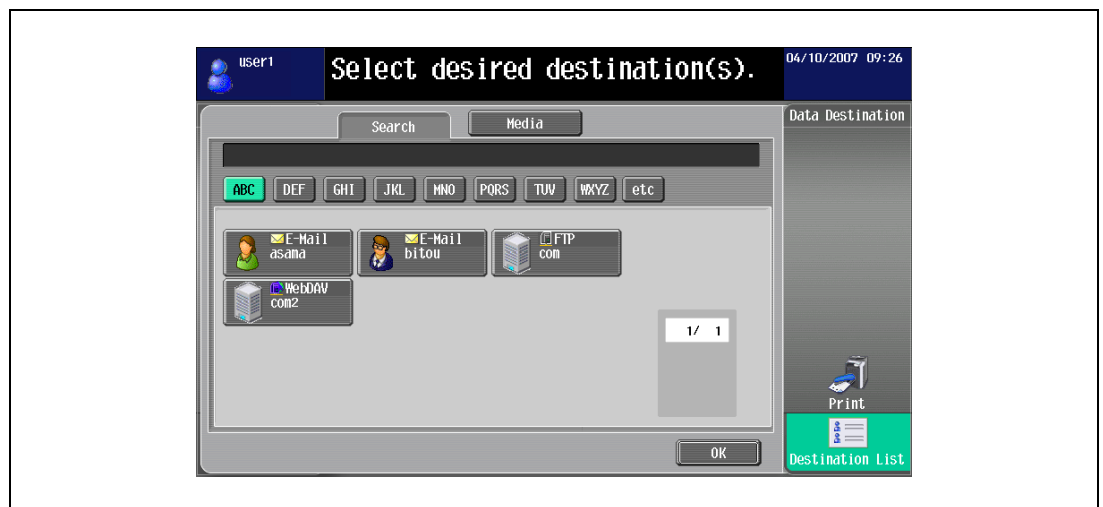 user1
Select desired destination(s).
04/10/2007 09:26
Search
Media
Data Destination
ABC DEF GHI JKL MNO PQRS TUV WXYZ etc
E-Mail
asama
E-Mail
bitou
FTP
com
WebDAV
com2
1/ 1
Print
OK
Destination List